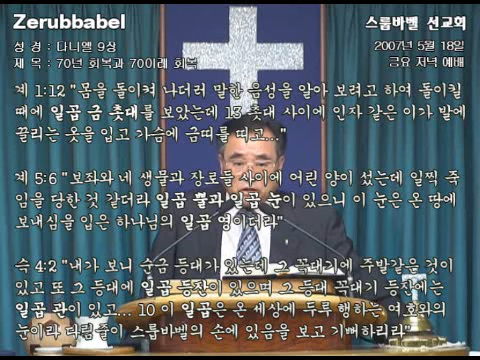 Zerubbabel
스룹바벨 선교회
성 경 : 다니엘 9장
2007년 5월 18일
제 목 : 70년 회복과 70이레 회복
금요 저녁 예배
계 1:12 "몸을 돌이켜 나더러 말한 음성을 알아 보려고 하여 돌이킬
때에 일곱 금 촛대를 보았는데 13 촛대 사이에 인자 같은 이가 발에
끌리는 옷을 입고 가슴에 금띠를 띠고..."
계 5:6 "보좌와 네 생물과 장로들 사이에 어린 양이 섰는데 일찍 죽
임을 당한 것 같더라 일곱 뿔과 일곱 눈이 있으니 이 눈은 온 땅에
보내심을 입은 하나님의 일곱 영이더라"
슥 4:2 "내가 보니 순금 등대가 있는데 그 꼭대기에 주발같은 것이
있고 또 그 등대에 일곱 등잔이 있으며 그 등대 꼭대기 등잔에는
일곱 관이 있고... 10 이 일곱은 온 세상에 두루 행하는 여호와의
눈이라 다림줄이 스룹바벨의 손에 있음을 보고 기뻐하리라"